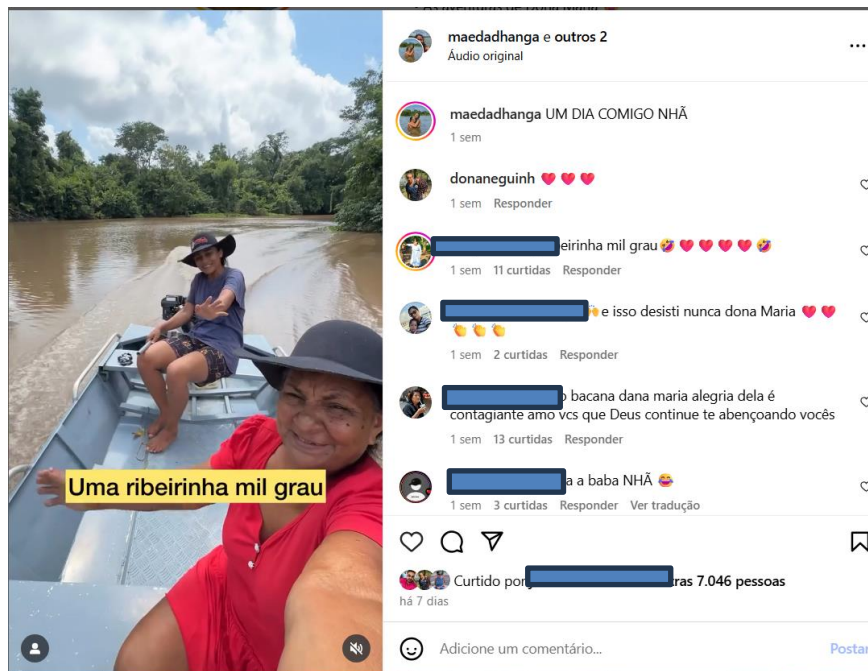 maedadhanga e outros 2
Áudio original
Uma ribeirinha mil grau
maedadhanga UM DIA COMIGO NHÃ
1 sem
donaneguinh ❤️ ❤️ ❤️
1 sem Responder
eirinha mil grau🤣 ❤️ ❤️ ❤️ ❤️ 🤣
1 sem 11 curtidas Responder
e isso desisti nunca dona Maria ❤️ ❤️
👏 👏 👏
1 sem 2 curtidas Responder
bacana dana maria alegria dela é
contagiante amo vcs que Deus continue te abençoando vocês
1 sem 13 curtidas Responder
a a baba NHÃ 😂
1 sem 3 curtidas Responder Ver tradução
Curtido por tras 7.046 pessoas
há 7 dias
Adicione um comentário...
Postar